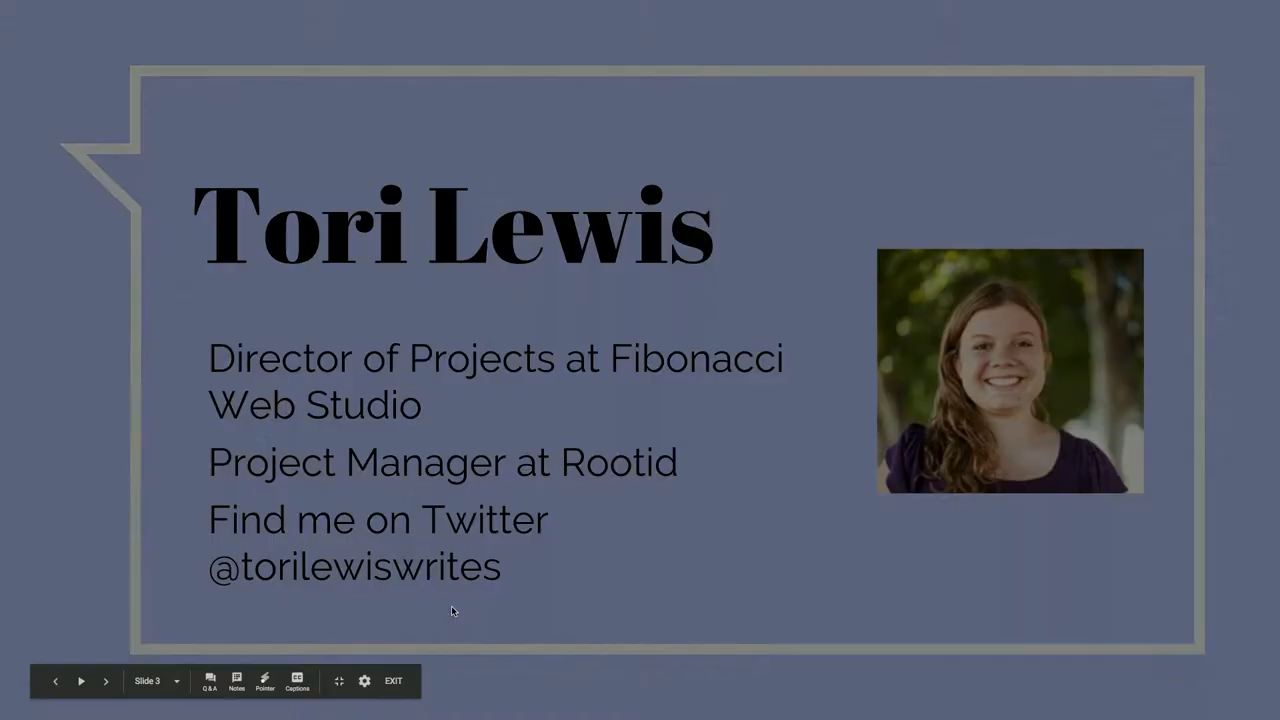 Tori Lewis
Director of Projects at Fibonacci
Web Studio
Project Manager at Rootid
Find me on Twitter
@torilewiswrites
Slide 3
Q & A
Notes
Pointer
Captions
EXIT